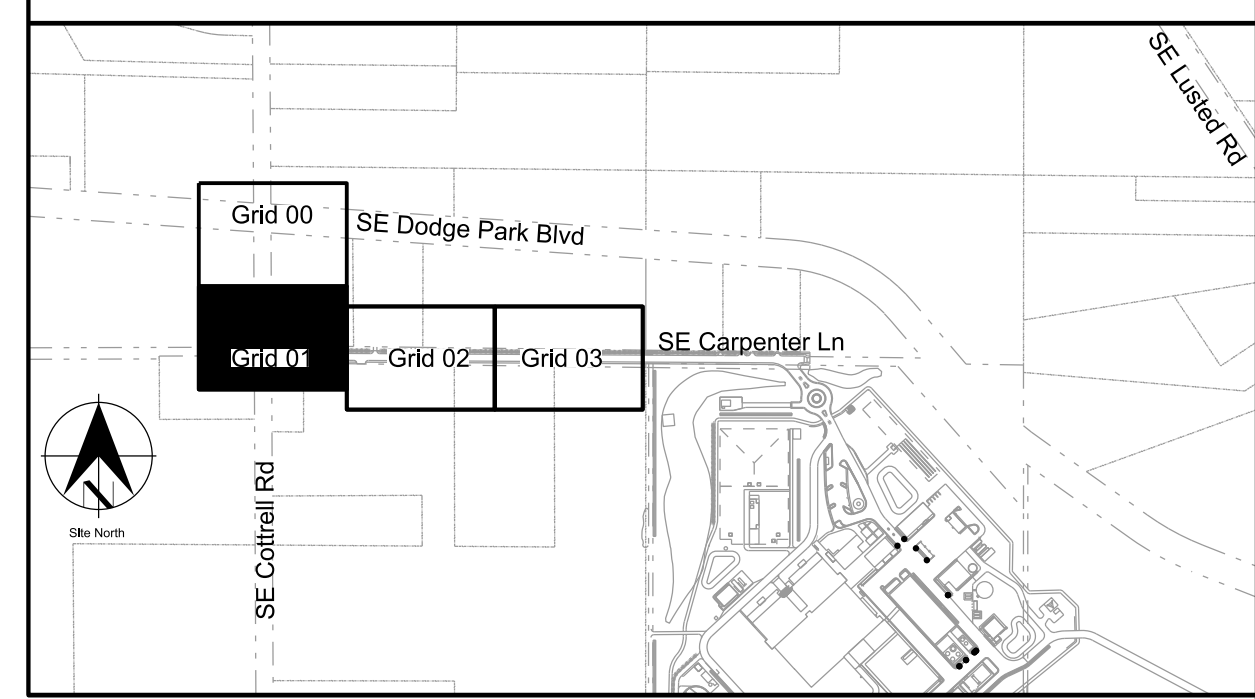 SE Lusted Rd
Grid 00
SE Dodge Park Blvd
Grid 01
Grid 02
Grid 03
SE Carpenter Ln
N
SIte North
SE Cottrell Rd